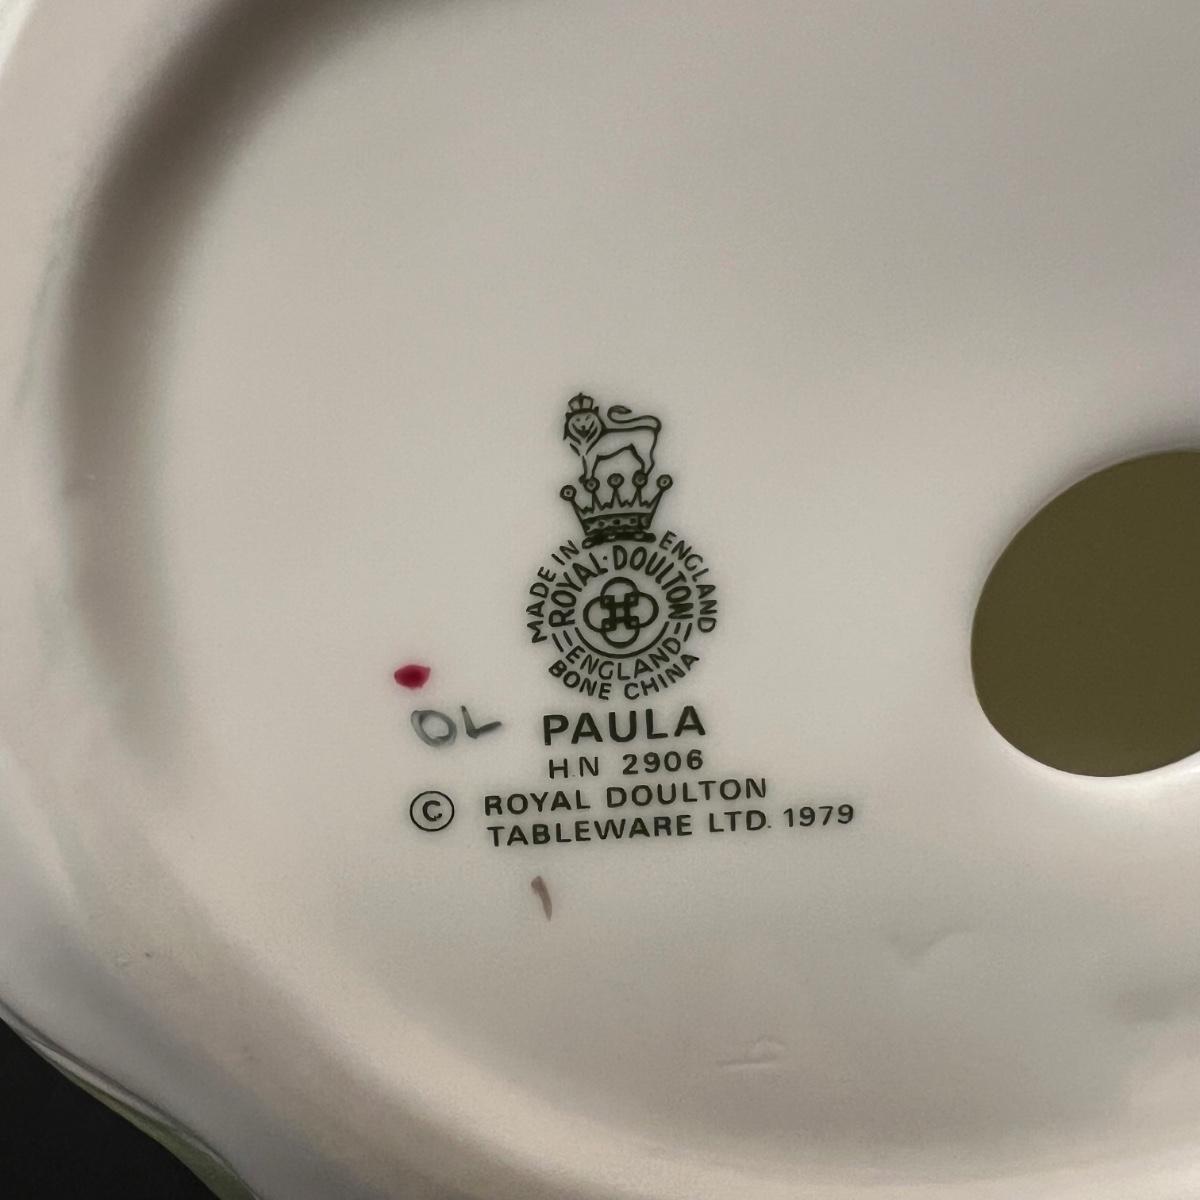 MADE IN ENGLAND
ROYAL·DOULTON
ENGLAND
BONE CHINA
OL
PAULA
H.N 2906
© ROYAL DOULTON
TABLEWARE LTD. 1979